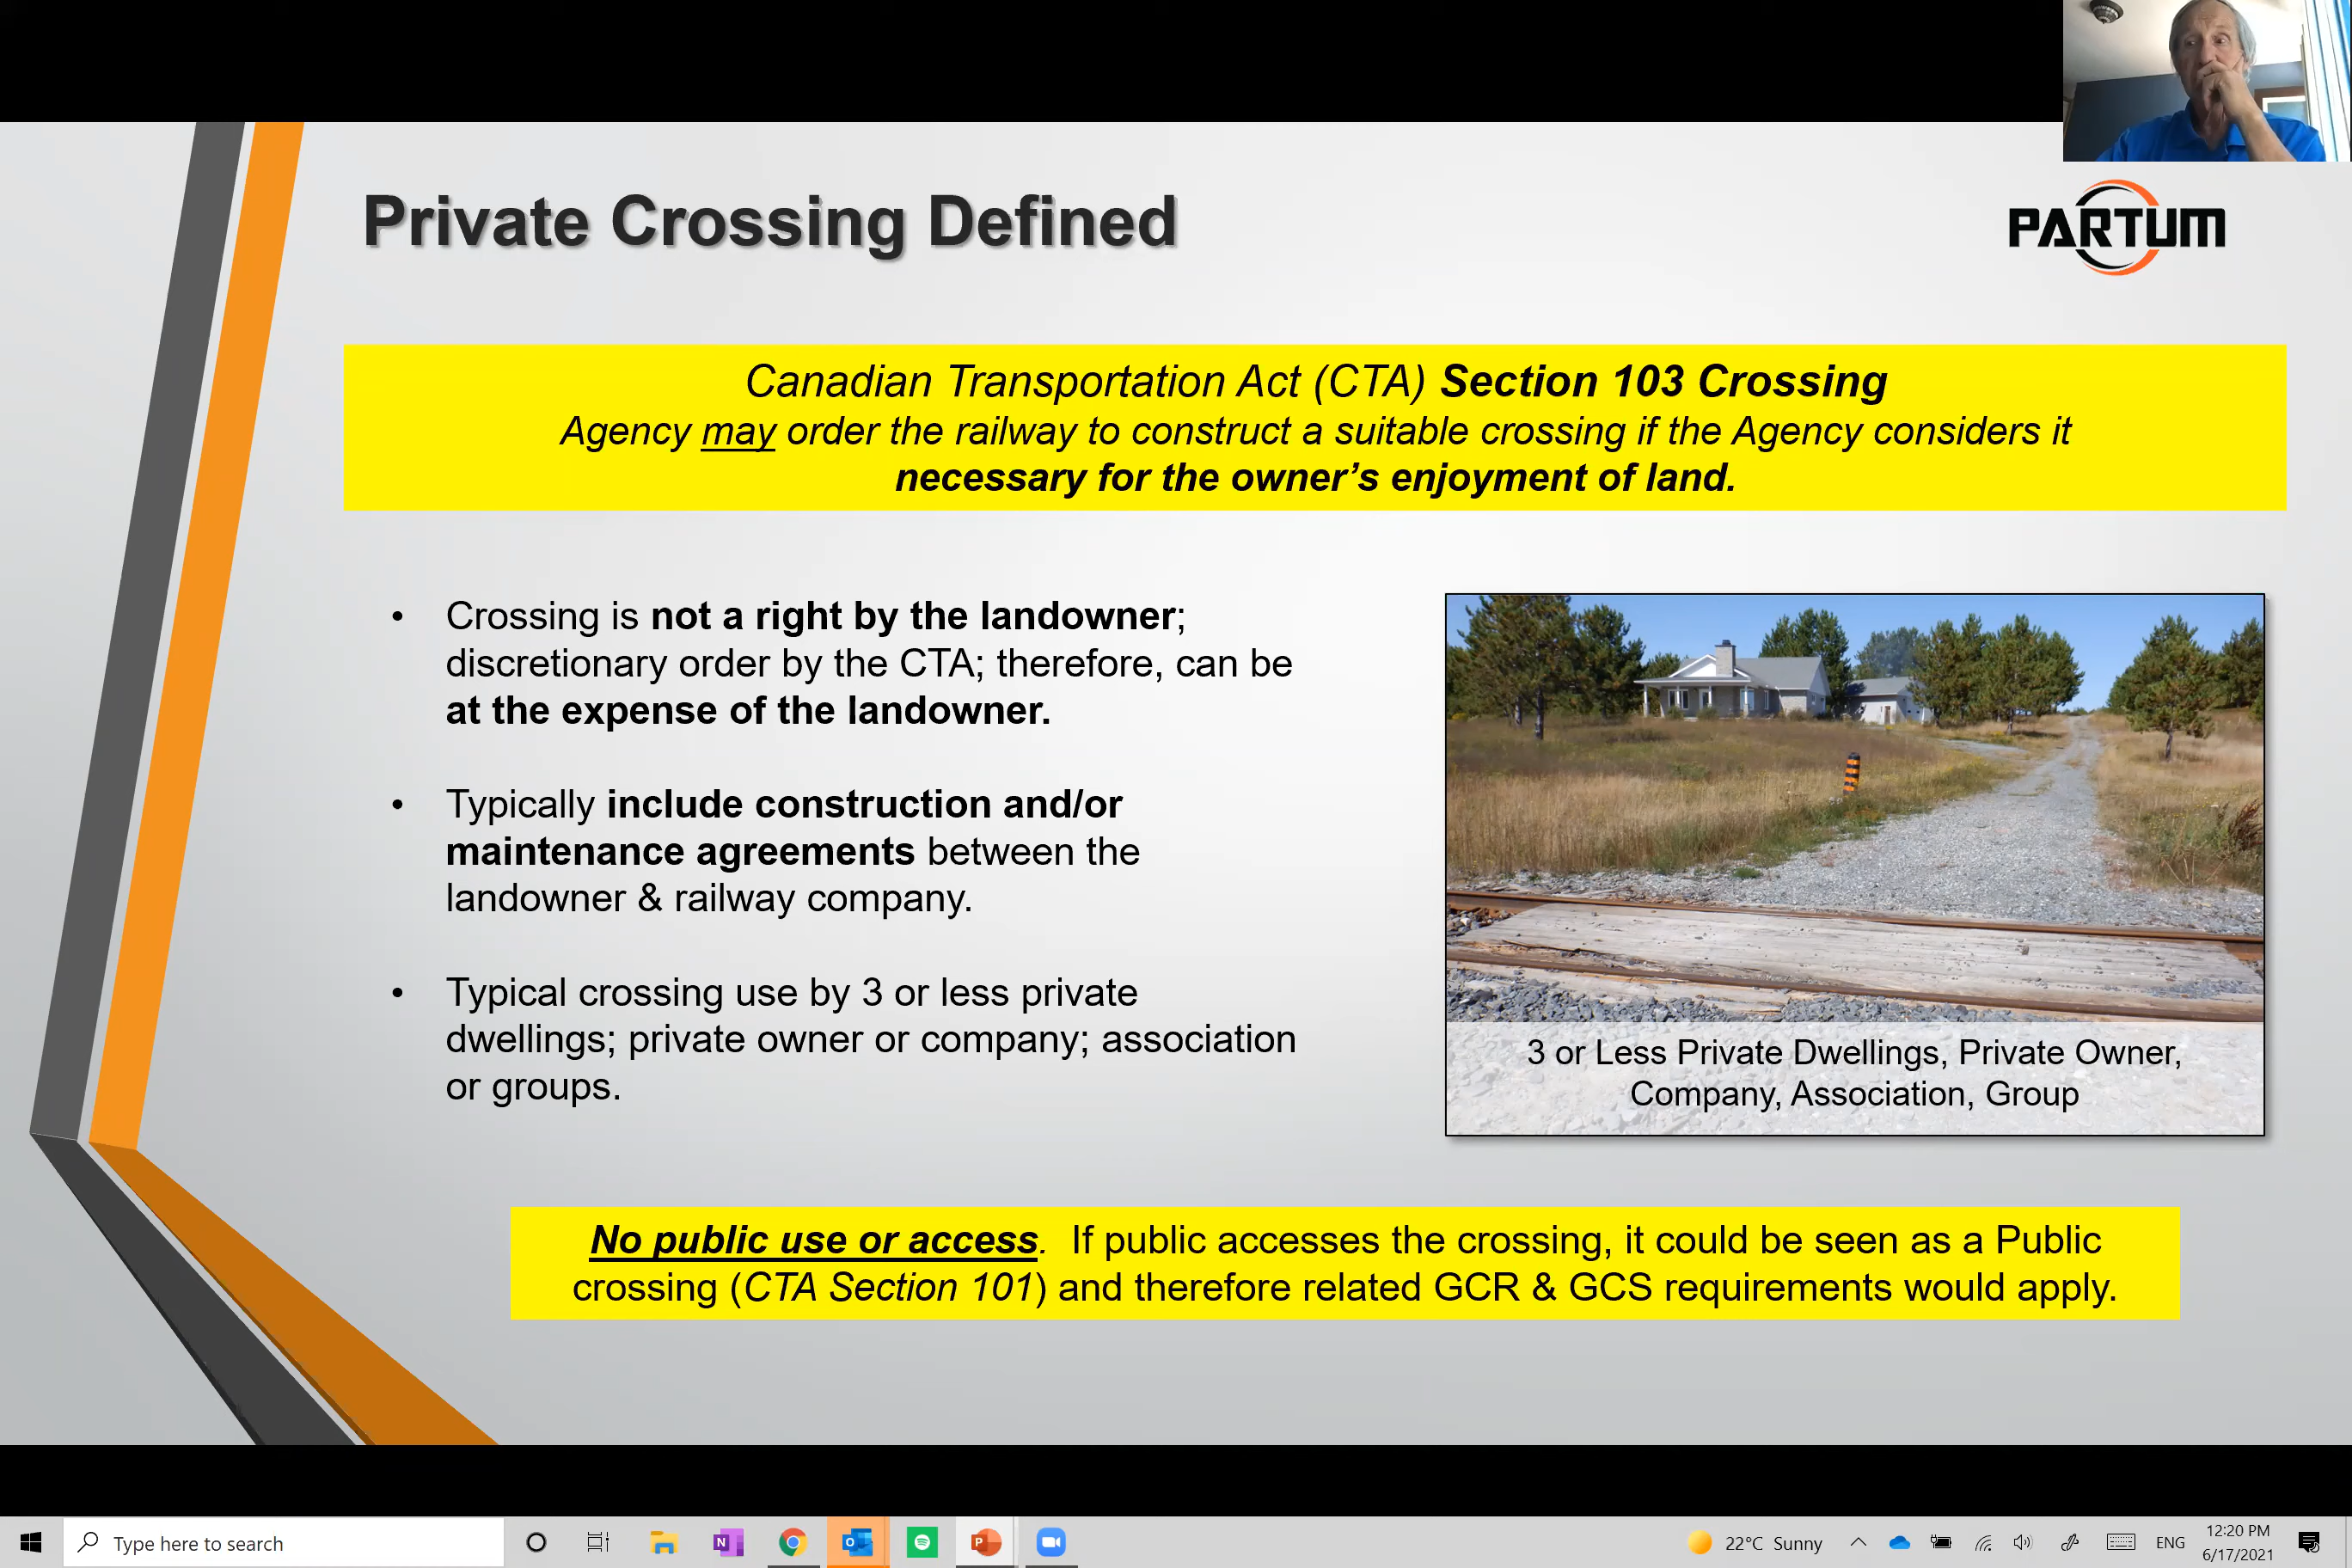 Private Crossing Defined
PARTUM
Canadian Transportation Act (CTA) Section 103 Crossing
Agency may order the railway to construct a suitable crossing if the Agency considers it
necessary for the owner’s enjoyment of land.
• Crossing is not a right by the landowner;
discretionary order by the CTA; therefore, can be
at the expense of the landowner.
• Typically include construction and/or
maintenance agreements between the
landowner & railway company.
• Typical crossing use by 3 or less private
dwellings; private owner or company; association
or groups.
3 or Less Private Dwellings, Private Owner,
Company, Association, Group
No public use or access. If public accesses the crossing, it could be seen as a Public
crossing (CTA Section 101) and therefore related GCR & GCS requirements would apply.
Type here to search
22°C Sunny
ENG
12:20 PM
6/17/2021